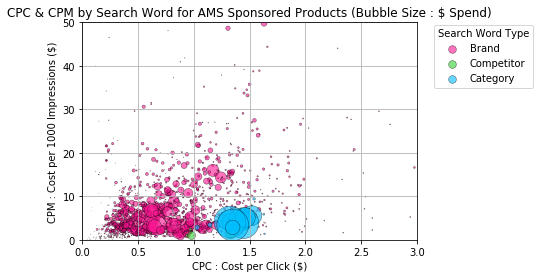 CPC & CPM by Search Word for AMS Sponsored Products (Bubble Size : $ Spend)
Search Word Type
Brand
Competitor
Category
CPM : Cost per 1000 Impressions ($)
50
40
30
20
10
0
0.0 0.5 1.0 1.5 2.0 2.5 3.0
CPC : Cost per Click ($)